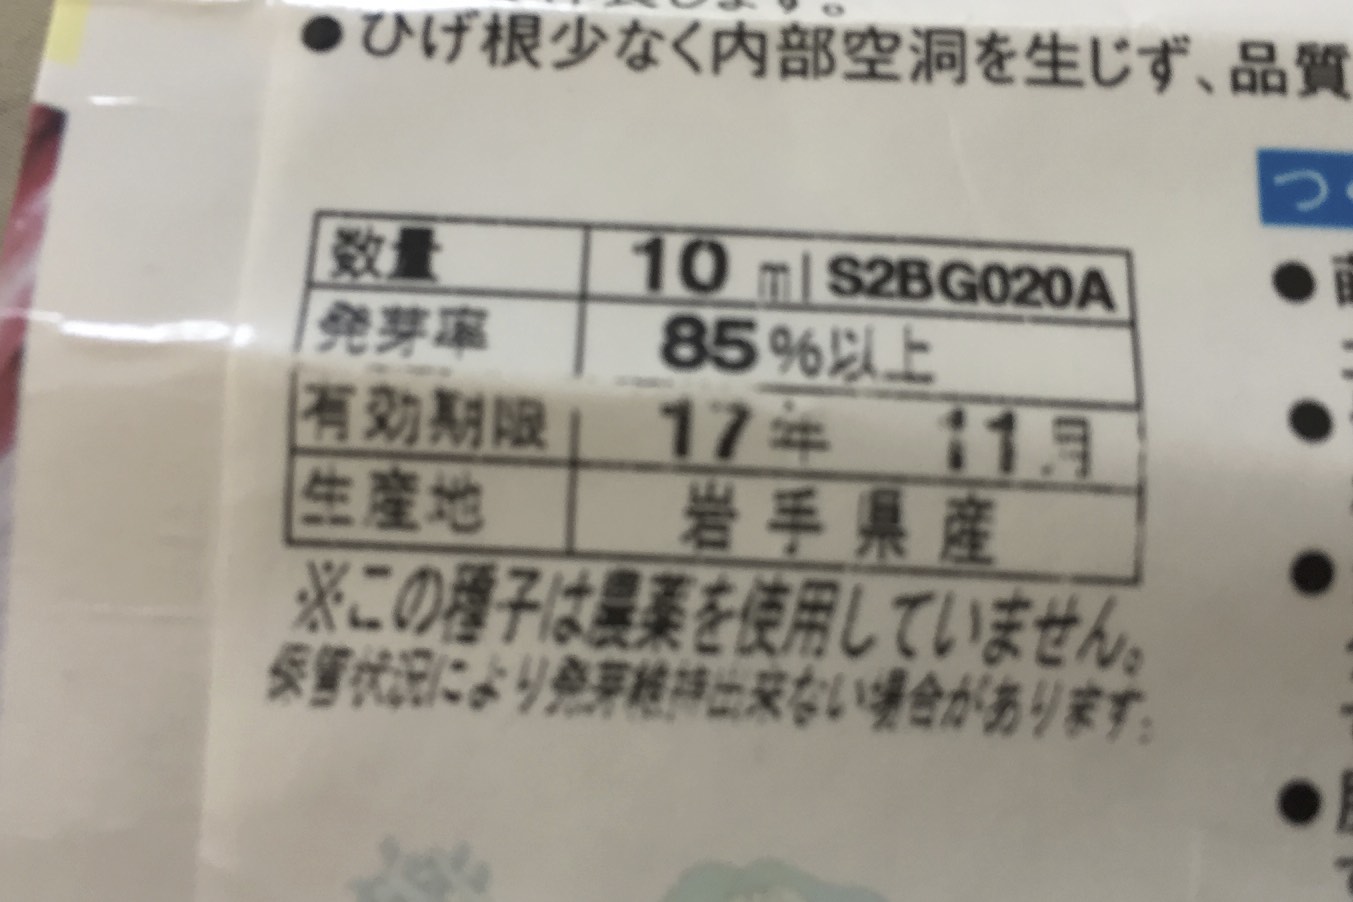 ●ひげ根少なく内部空洞を生じず、品質
つ
数量 10 ml S2BG020A
発芽率 85%以上
有効期限 17年 11月
生産地 岩手県産
※この種子は農薬を使用していません。
保管状況により発芽維持出来ない場合があります。